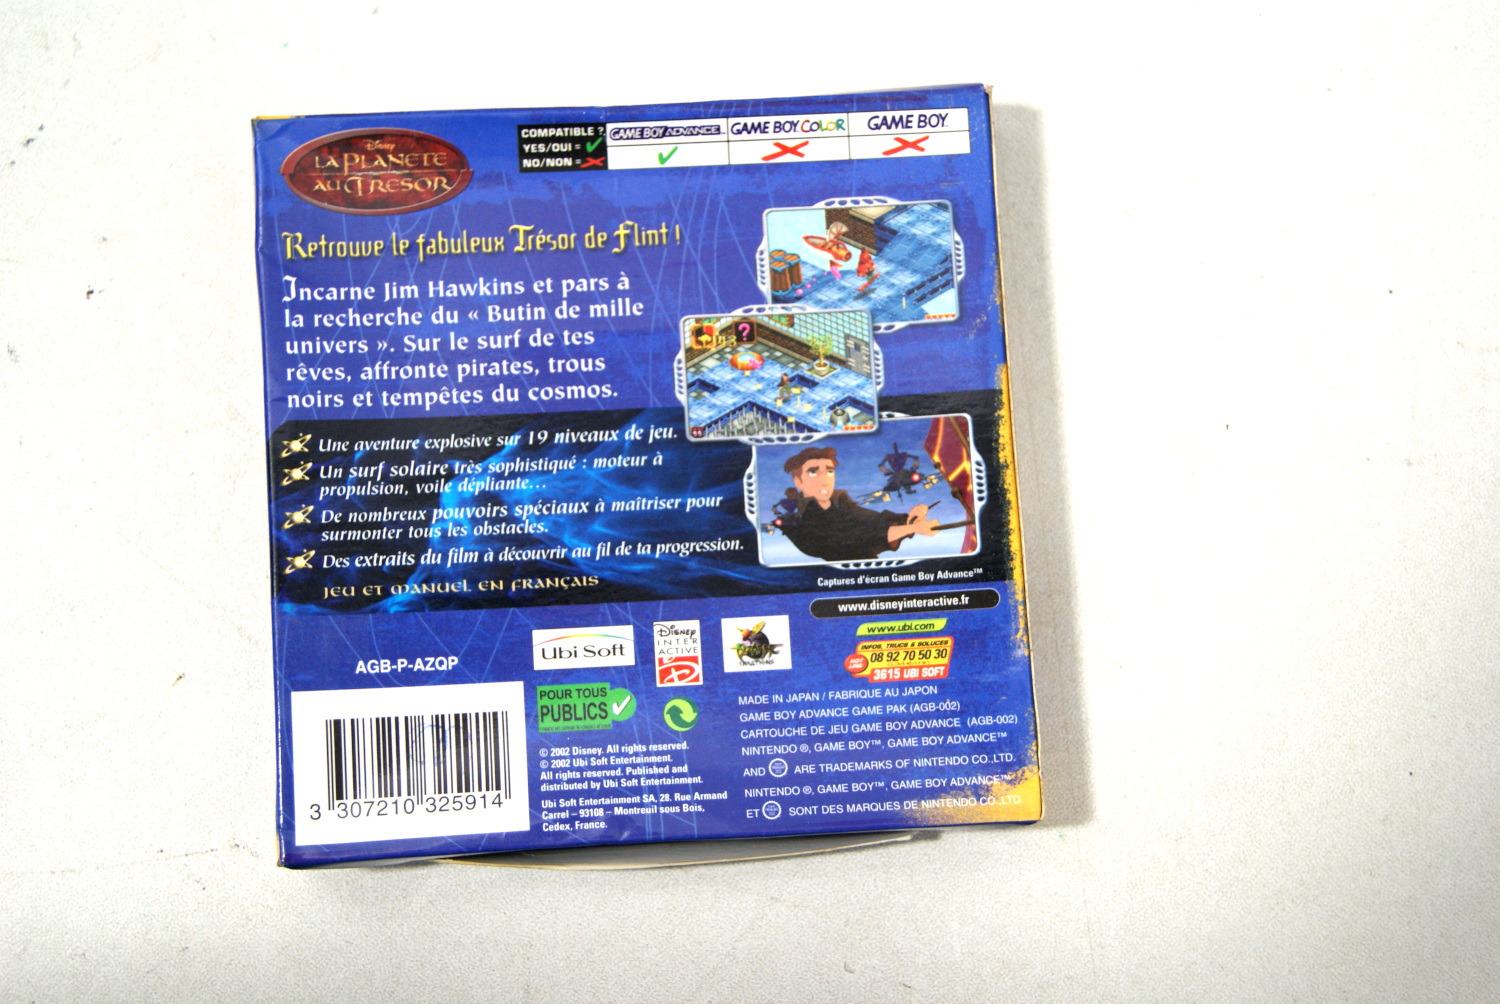 Disney
LA PLANETE
AU TRESOR
COMPATIBLE ?
YES/OUI =
NO/NON =
GAME BOY ADVANCE™
GAME BOY COLOR
GAME BOY
Retrouve le fabuleux Trésor de Flint !
Incarne Jim Hawkins et pars à
la recherche du « Butin de mille
univers ». Sur le surf de tes
rêves, affronte pirates, trous
noirs et tempêtes du cosmos.
Une aventure explosive sur 19 niveaux de jeu.
Un surf solaire très sophistiqué : moteur à
propulsion, voile dépliante...
De nombreux pouvoirs spéciaux à maîtriser pour
surmonter tous les obstacles.
Des extraits du film à découvrir au fil de ta progression.
JEU ET MANUEL EN FRANÇAIS
Captures d'écran Game Boy Advance™
www.disneyinteractive.fr
AGB-P-AZQP
Ubi Soft
Disney
INTER
ACTIVE
www.ubi.com
INFOS, TRUCS & SOLUCES
HOT LINE
08 92 70 50 30
3615 UBI SOFT
POUR TOUS
PUBLICS
3 307210 325914
© 2002 Disney. All rights reserved.
© 2002 Ubi Soft Entertainment.
All rights reserved. Published and
distributed by Ubi Soft Entertainment.
Ubi Soft Entertainment SA, 28. Rue Armand
Carrel – 93108 – Montreuil sous Bois,
Cedex, France.
MADE IN JAPAN / FABRIQUE AU JAPON
GAME BOY ADVANCE GAME PAK (AGB-002)
CARTOUCHE DE JEU GAME BOY ADVANCE (AGB-002)
NINTENDO ®, GAME BOY™, GAME BOY ADVANCE™
AND ARE TRADEMARKS OF NINTENDO CO.,LTD.
NINTENDO ®, GAME BOY™, GAME BOY ADVANCE™
ET SONT DES MARQUES DE NINTENDO CO.,LTD.